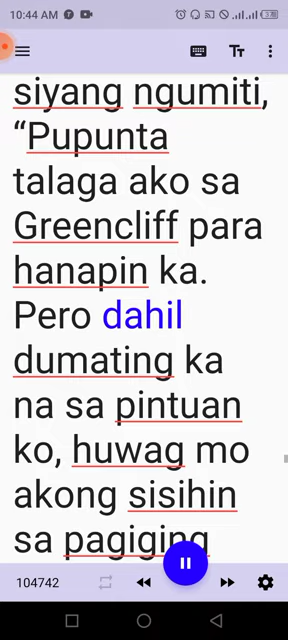 10:44 AM
siyang ngumiti,
“Pupunta
talaga ako sa
Greencliff para
hanapin ka.
Pero dahil
dumating ka
na sa pintuan
ko, huwag mo
akong sisihin
sa pagiging
104742